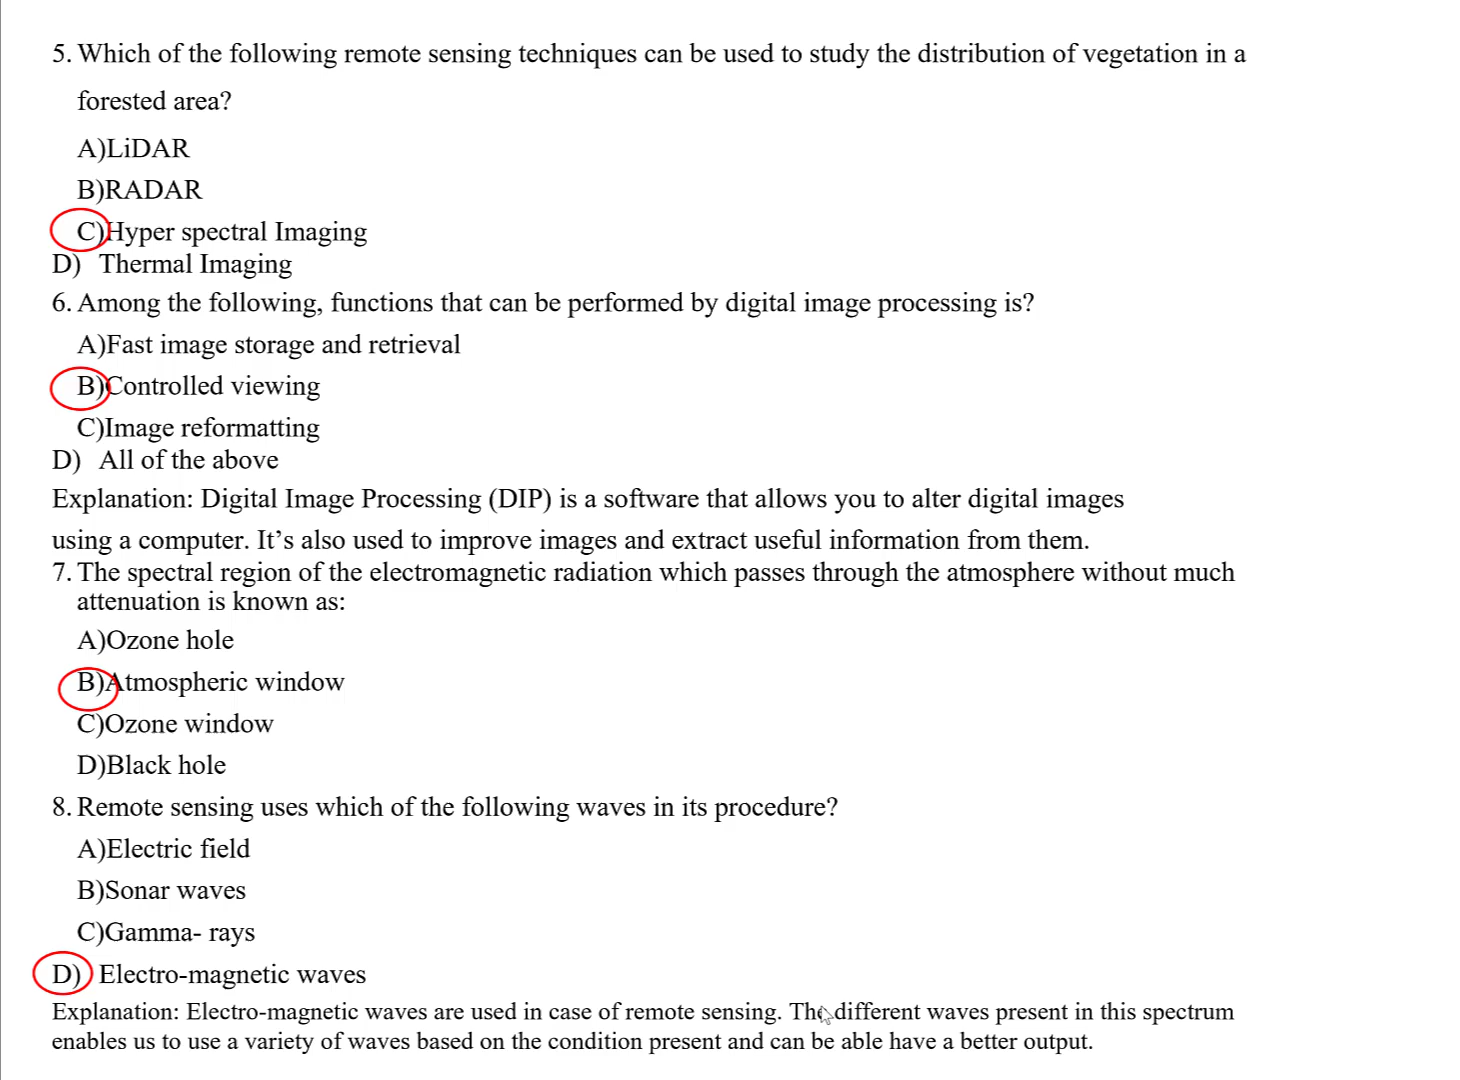 5. Which of the following remote sensing techniques can be used to study the distribution of vegetation in a
forested area?
A)LiDAR
B)RADAR
C)Hyper spectral Imaging
D) Thermal Imaging
6. Among the following, functions that can be performed by digital image processing is?
A)Fast image storage and retrieval
B)Controlled viewing
C)Image reformatting
D) All of the above
Explanation: Digital Image Processing (DIP) is a software that allows you to alter digital images
using a computer. It’s also used to improve images and extract useful information from them.
7. The spectral region of the electromagnetic radiation which passes through the atmosphere without much
attenuation is known as:
A)Ozone hole
B)Atmospheric window
C)Ozone window
D)Black hole
8. Remote sensing uses which of the following waves in its procedure?
A)Electric field
B)Sonar waves
C)Gamma- rays
D) Electro-magnetic waves
Explanation: Electro-magnetic waves are used in case of remote sensing. The different waves present in this spectrum
enables us to use a variety of waves based on the condition present and can be able have a better output.